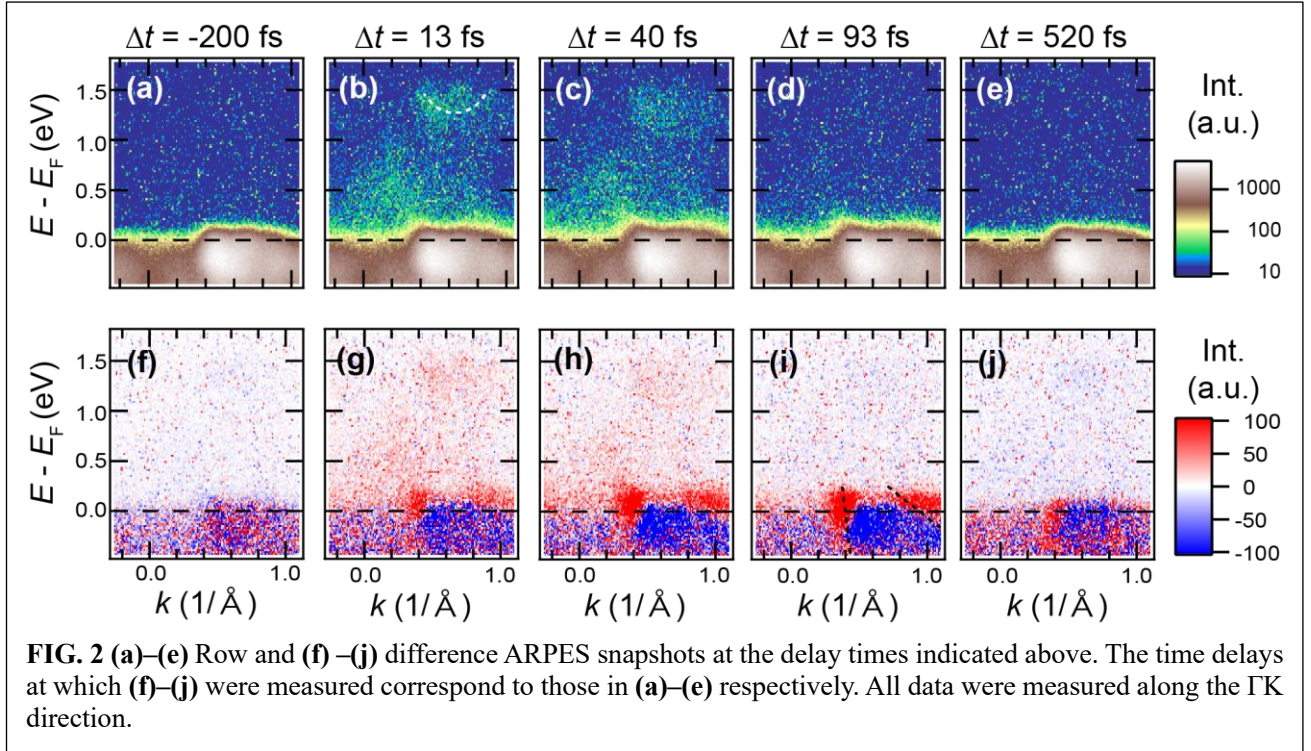 Δt = -200 fs
Δt = 13 fs
Δt = 40 fs
Δt = 93 fs
Δt = 520 fs
(a)
(b)
(c)
(d)
(e)
Int.
(a.u.)
1000
100
10
E - E_F (eV)
1.5
1.0
0.5
0.0
(f)
(g)
(h)
(i)
(j)
Int.
(a.u.)
100
50
0
-50
-100
E - E_F (eV)
1.5
1.0
0.5
0.0
0.0 1.0
0.0 1.0
0.0 1.0
0.0 1.0
0.0 1.0
k (1/Å)
k (1/Å)
k (1/Å)
k (1/Å)
k (1/Å)
FIG. 2 (a)–(e) Row and (f) –(j) difference ARPES snapshots at the delay times indicated above. The time delays
at which (f)–(j) were measured correspond to those in (a)–(e) respectively. All data were measured along the ΓK
direction.